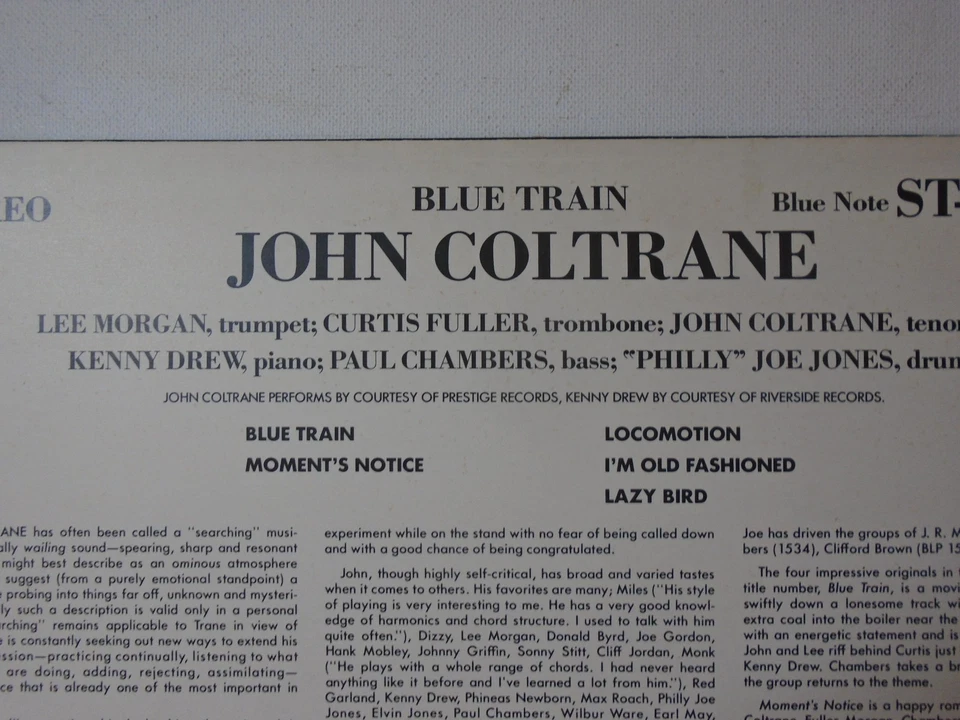 EO
BLUE TRAIN
Blue Note ST-
JOHN COLTRANE
LEE MORGAN, trumpet; CURTIS FULLER, trombone; JOHN COLTRANE, tenor
KENNY DREW, piano; PAUL CHAMBERS, bass; "PHILLY" JOE JONES, drum
JOHN COLTRANE PERFORMS BY COURTESY OF PRESTIGE RECORDS, KENNY DREW BY COURTESY OF RIVERSIDE RECORDS.
BLUE TRAIN
MOMENT'S NOTICE
LOCOMOTION
I'M OLD FASHIONED
LAZY BIRD
ANE has often been called a "searching" musi-
ally wailing sound—spearing, sharp and resonant
might best describe as an ominous atmosphere
suggest (from a purely emotional standpoint) a
probing into things far off, unknown and mysteri-
ly such a description is valid only in a personal
rching" remains applicable to Trane in view of
e is constantly seeking out new ways to extend his
ssion—practicing continually, listening to what
are doing, adding, rejecting, assimilating—
ce that is already one of the most important in
experiment while on the stand with no fear of being called down
and with a good chance of being congratulated.
John, though highly self-critical, has broad and varied tastes
when it comes to others. His favorites are many; Miles ("His style
of playing is very interesting to me. He has a very good knowl-
edge of harmonics and chord structure. I used to talk with him
quite often."), Dizzy, Lee Morgan, Donald Byrd, Joe Gordon,
Hank Mobley, Johnny Griffin, Sonny Stitt, Cliff Jordan, Monk
("He plays with a whole range of chords. I had never heard
anything like it before and I've learned a lot from him."), Red
Garland, Kenny Drew, Phineas Newborn, Max Roach, Philly Joe
Jones, Elvin Jones, Paul Chambers, Wilbur Ware, Earl May,
Joe has driven the groups of J. R. M
bers (1534), Clifford Brown (BLP 15
The four impressive originals in
title number, Blue Train, is a movi
swiftly down a lonesome track wi
extra coal into the boiler near the
with an energetic statement and is
John and Lee riff behind Curtis just
Kenny Drew. Chambers takes a b
the group returns to the theme.
Moment's Notice is a happy rom